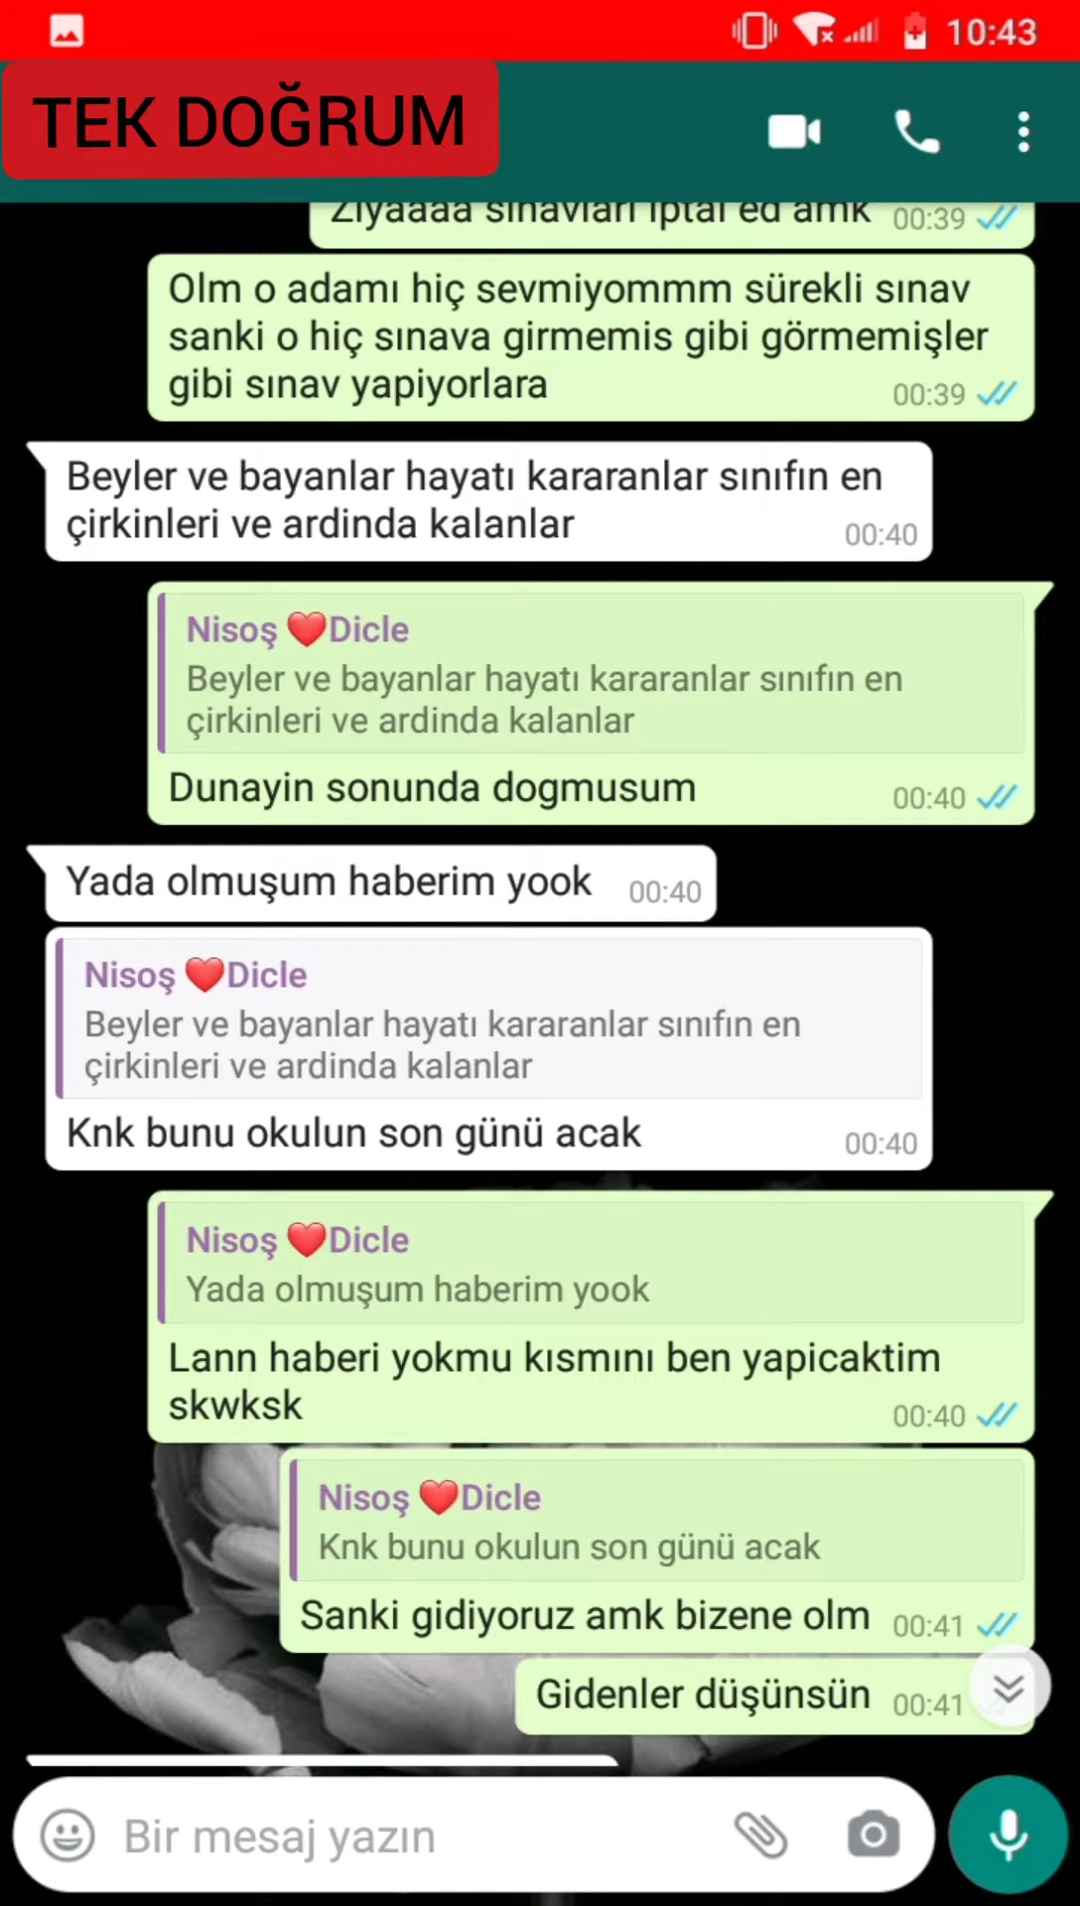 10:43
TEK DOĞRUM
Ziyaaaa sınavları iptal ed amk 00:39
Olm o adamı hiç sevmiyommm sürekli sınav
sanki o hiç sınava girmemis gibi görmemişler
gibi sınav yapiyorlara 00:39
Beyler ve bayanlar hayatı kararanlar sınıfın en
çirkinleri ve ardinda kalanlar 00:40
Nisoş ❤️Dicle
Beyler ve bayanlar hayatı kararanlar sınıfın en
çirkinleri ve ardinda kalanlar
Dunayin sonunda dogmusum 00:40
Yada olmuşum haberim yook 00:40
Nisoş ❤️Dicle
Beyler ve bayanlar hayatı kararanlar sınıfın en
çirkinleri ve ardinda kalanlar
Knk bunu okulun son günü acak 00:40
Nisoş ❤️Dicle
Yada olmuşum haberim yook
Lann haberi yokmu kısmını ben yapicaktim
skwksk 00:40
Nisoş ❤️Dicle
Knk bunu okulun son günü acak
Sanki gidiyoruz amk bizene olm 00:41
Gidenler düşünsün 00:41
Bir mesaj yazın